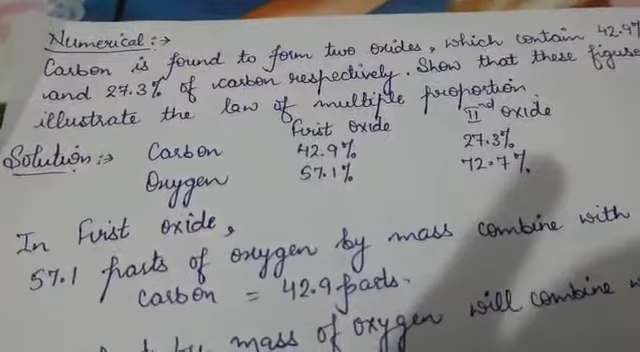 Numerical :→
Carbon is found to form two oxides, which contain 42.9%
and 27.3% of carbon respectively. Show that these figure
illustrate the law of multiple proportion
First oxide IInd oxide
Solution :→ Carbon 42.9% 27.3%
Oxygen 57.1% 72.7%
In First oxide,
57.1 parts of oxygen by mass combine with
carbon = 42.9 parts.
by mass of oxygen will combine